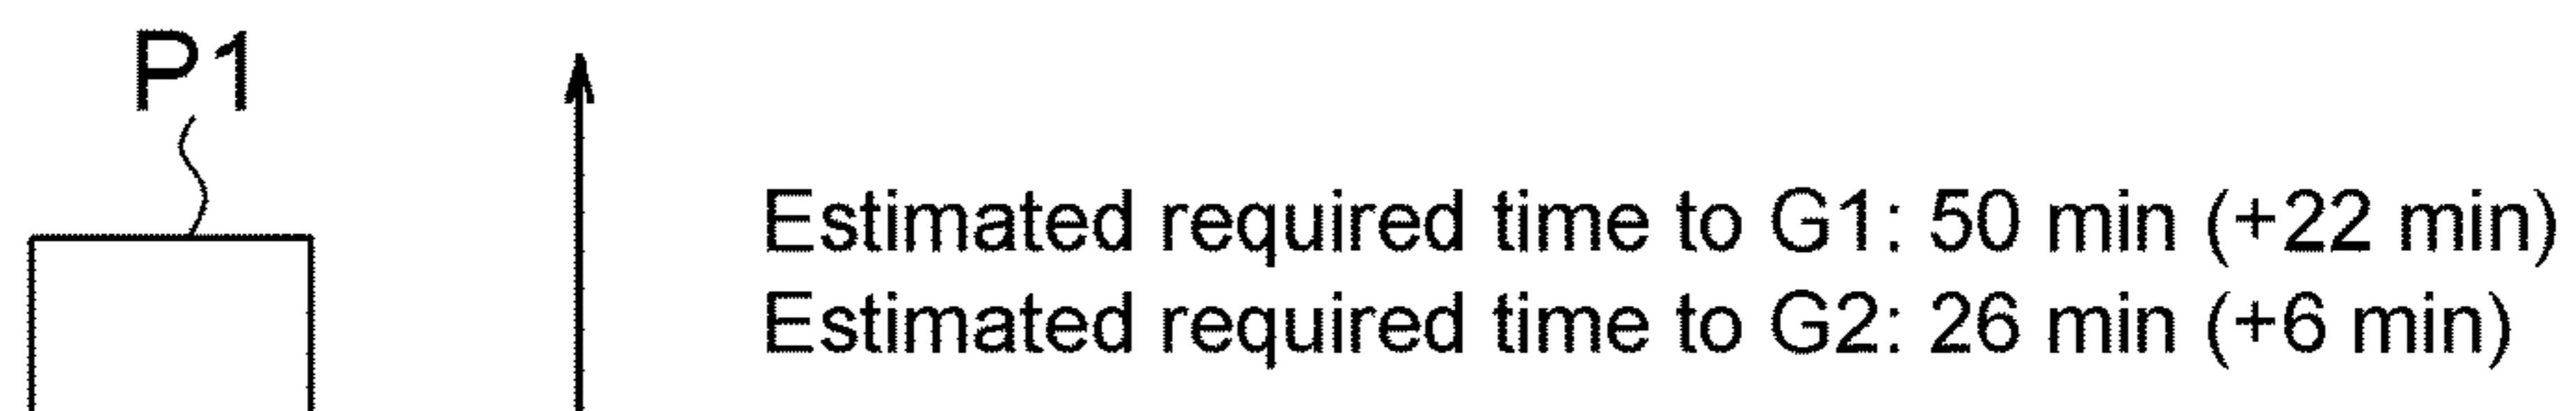 P1
Estimated required time to G1: 50 min (+22 min)
Estimated required time to G2: 26 min (+6 min)